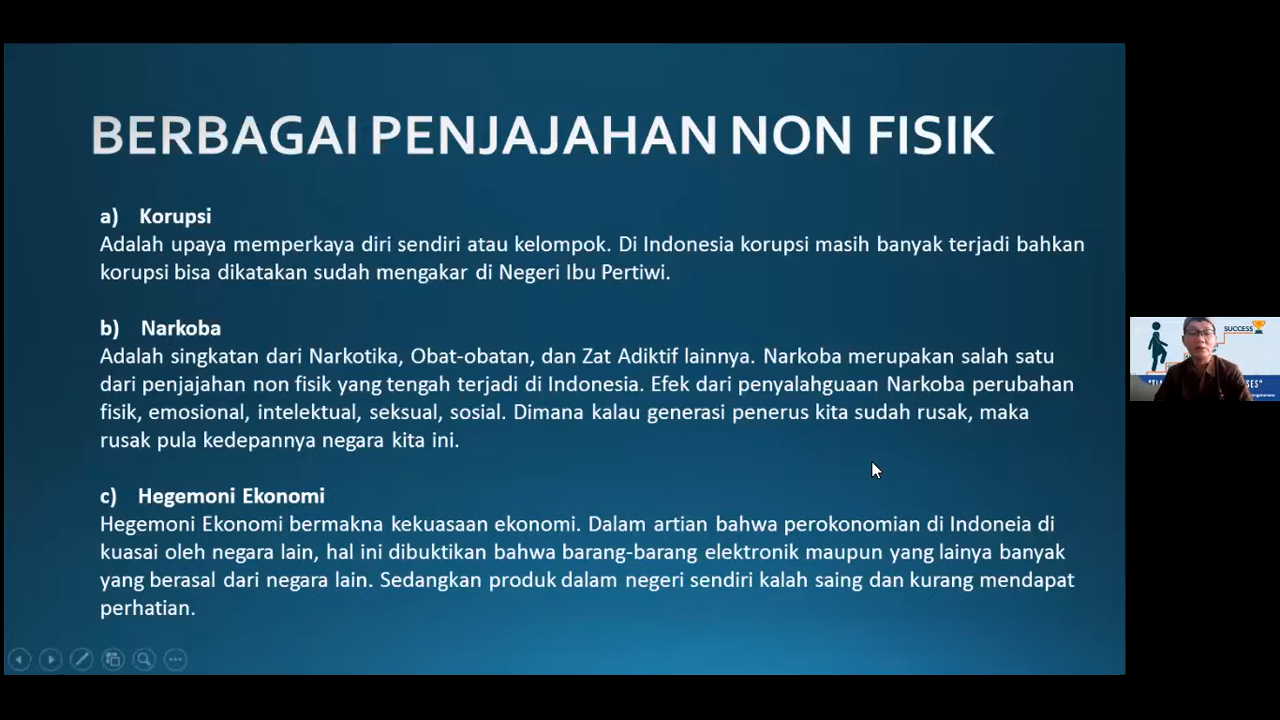 BERBAGAI PENJAJAHAN NON FISIK
a) Korupsi
Adalah upaya memperkaya diri sendiri atau kelompok. Di Indonesia korupsi masih banyak terjadi bahkan
korupsi bisa dikatakan sudah mengakar di Negeri Ibu Pertiwi.
b) Narkoba
Adalah singkatan dari Narkotika, Obat-obatan, dan Zat Adiktif lainnya. Narkoba merupakan salah satu
dari penjajahan non fisik yang tengah terjadi di Indonesia. Efek dari penyalahguaan Narkoba perubahan
fisik, emosional, intelektual, seksual, sosial. Dimana kalau generasi penerus kita sudah rusak, maka
rusak pula kedepannya negara kita ini.
c) Hegemoni Ekonomi
Hegemoni Ekonomi bermakna kekuasaan ekonomi. Dalam artian bahwa perokonomian di Indoneia di
kuasai oleh negara lain, hal ini dibuktikan bahwa barang-barang elektronik maupun yang lainya banyak
yang berasal dari negara lain. Sedangkan produk dalam negeri sendiri kalah saing dan kurang mendapat
perhatian.
SUCCESS